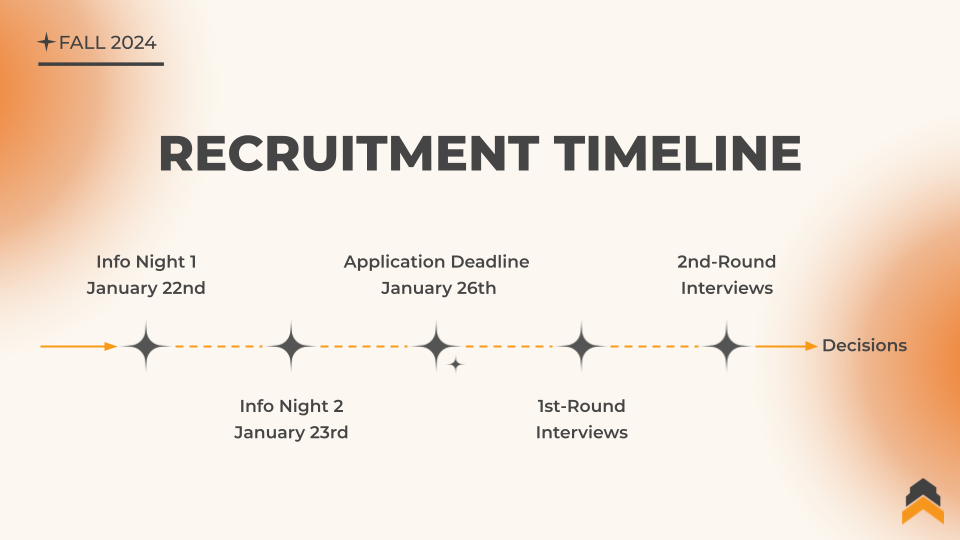 FALL 2024
RECRUITMENT TIMELINE
Info Night 1
January 22nd
Application Deadline
January 26th
2nd-Round
Interviews
Decisions
Info Night 2
January 23rd
1st-Round
Interviews